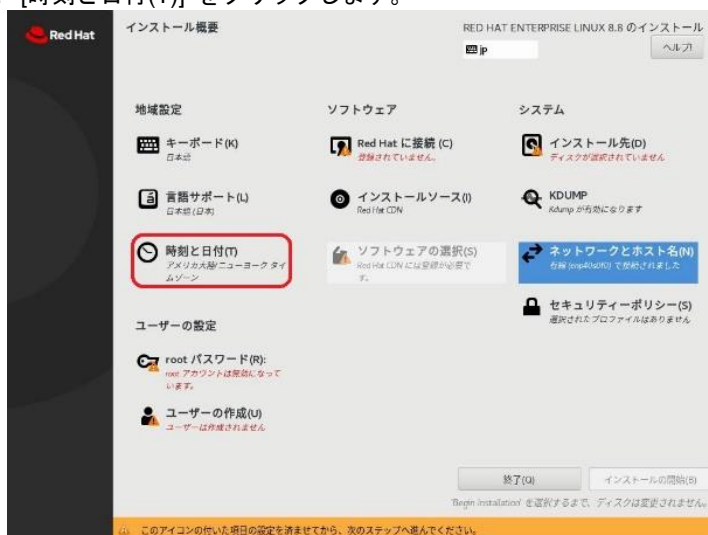 [時刻と日付(T)] をクリックします。
Red Hat
インストール概要
RED HAT ENTERPRISE LINUX 8.8 のインストール
jp
ヘルプ!
地域設定
キーボード(K)
日本語
言語サポート(L)
日本語 (日本)
時刻と日付(T)
アメリカ大陸/ニューヨーク タイ
ムゾーン
ユーザーの設定
root パスワード(R):
root アカウントは無効になって
います。
ユーザーの作成(U)
ユーザーは作成されません
ソフトウェア
Red Hat に接続 (C)
登録されていません。
インストールソース(I)
Red Hat CDN
ソフトウェアの選択(S)
Red Hat CDN には登録が必要で
す。
システム
インストール先(D)
ディスクが選択されていません
KDUMP
Kdump が有効になります
ネットワークとホスト名(N)
有線 (enp40s0f0) で接続されました
セキュリティーポリシー(S)
選択されたプロファイルはありません
終了(Q)
インストールの開始(B)
'Begin Installation' を選択するまで、ディスクは変更されません。
このアイコンの付いた項目の設定を済ませてから、次のステップへ進んでください。